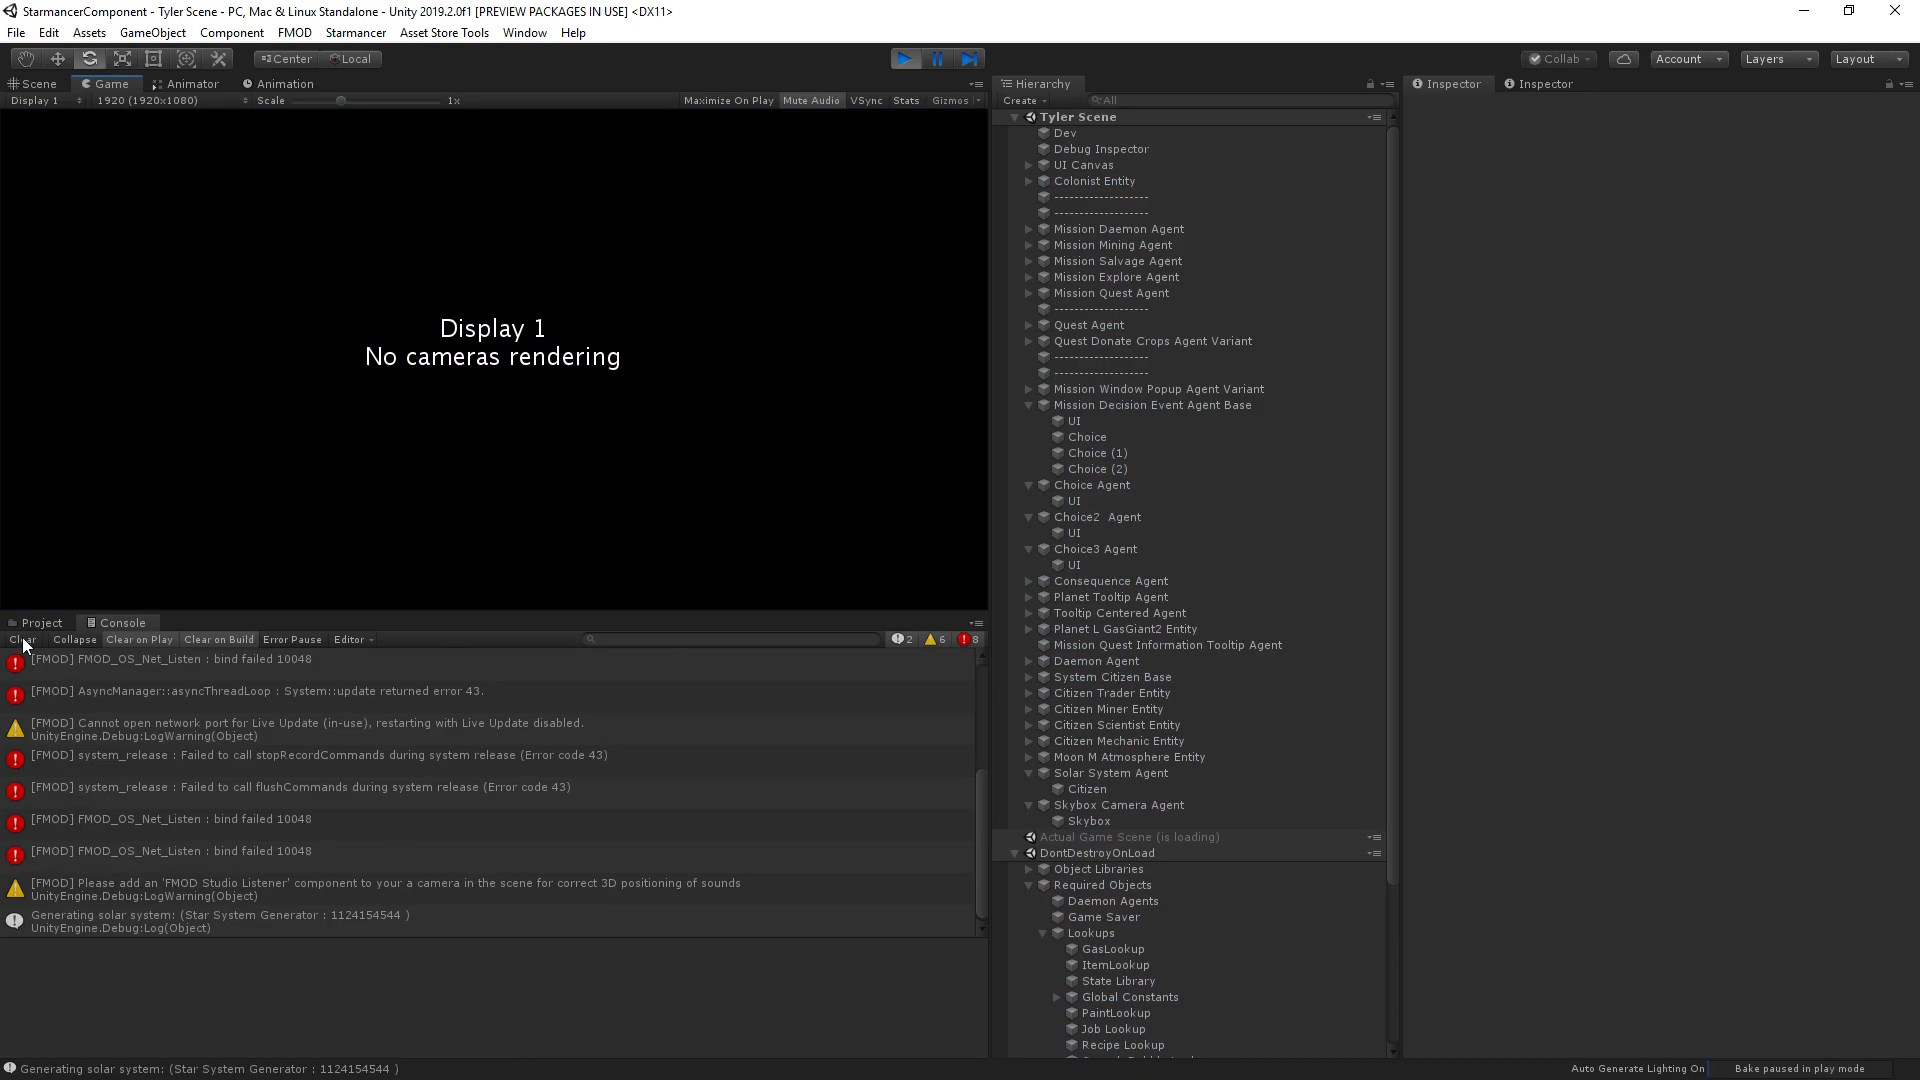 StarmancerComponent - Tyler Scene - PC, Mac & Linux Standalone - Unity 2019.2.0f1 [PREVIEW PACKAGES IN USE] <DX11>
File Edit Assets GameObject Component FMOD Starmancer Asset Store Tools Window Help
Center Local Collab Account Layers Layout
Scene Game Animator Animation
Display 1 1920 (1920x1080) Scale 1x Maximize On Play Mute Audio VSync Stats Gizmos
Display 1
No cameras rendering
Project Console
Clear Collapse Clear on Play Clear on Build Error Pause Editor 2 6 8
[FMOD] FMOD_OS_Net_Listen : bind failed 10048
[FMOD] AsyncManager::asyncThreadLoop : System::update returned error 43.
[FMOD] Cannot open network port for Live Update (in-use), restarting with Live Update disabled.
UnityEngine.Debug:LogWarning(Object)
[FMOD] system_release : Failed to call stopRecordCommands during system release (Error code 43)
[FMOD] system_release : Failed to call flushCommands during system release (Error code 43)
[FMOD] FMOD_OS_Net_Listen : bind failed 10048
[FMOD] FMOD_OS_Net_Listen : bind failed 10048
[FMOD] Please add an 'FMOD Studio Listener' component to your a camera in the scene for correct 3D positioning of sounds
UnityEngine.Debug:LogWarning(Object)
Generating solar system: (Star System Generator : 1124154544 )
UnityEngine.Debug:Log(Object)
Hierarchy
Create All
Tyler Scene
Dev
Debug Inspector
UI Canvas
Colonist Entity
-------------------
-------------------
Mission Daemon Agent
Mission Mining Agent
Mission Salvage Agent
Mission Explore Agent
Mission Quest Agent
-------------------
Quest Agent
Quest Donate Crops Agent Variant
-------------------
-------------------
Mission Window Popup Agent Variant
Mission Decision Event Agent Base
UI
Choice
Choice (1)
Choice (2)
Choice Agent
UI
Choice2  Agent
UI
Choice3 Agent
UI
Consequence Agent
Planet Tooltip Agent
Tooltip Centered Agent
Planet L GasGiant2 Entity
Mission Quest Information Tooltip Agent
Daemon Agent
System Citizen Base
Citizen Trader Entity
Citizen Miner Entity
Citizen Scientist Entity
Citizen Mechanic Entity
Moon M Atmosphere Entity
Solar System Agent
Citizen
Skybox Camera Agent
Skybox
Actual Game Scene (is loading)
DontDestroyOnLoad
Object Libraries
Required Objects
Daemon Agents
Game Saver
Lookups
GasLookup
ItemLookup
State Library
Global Constants
PaintLookup
Job Lookup
Recipe Lookup
Inspector Inspector
Generating solar system: (Star System Generator : 1124154544 )
Auto Generate Lighting On Bake paused in play mode